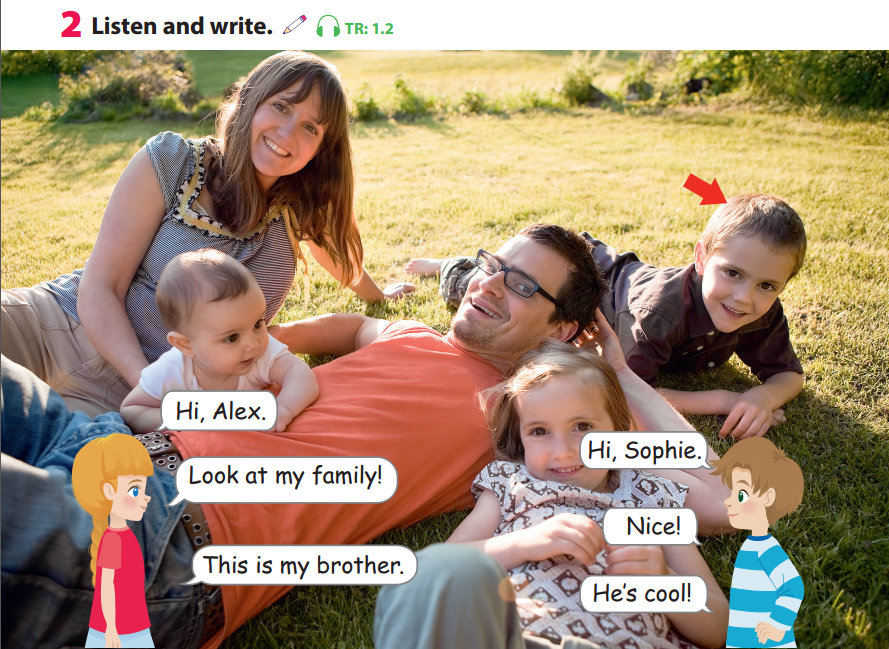 2 Listen and write. TR: 1.2
Hi, Alex.
Hi, Sophie.
Look at my family!
Nice!
This is my brother.
He's cool!